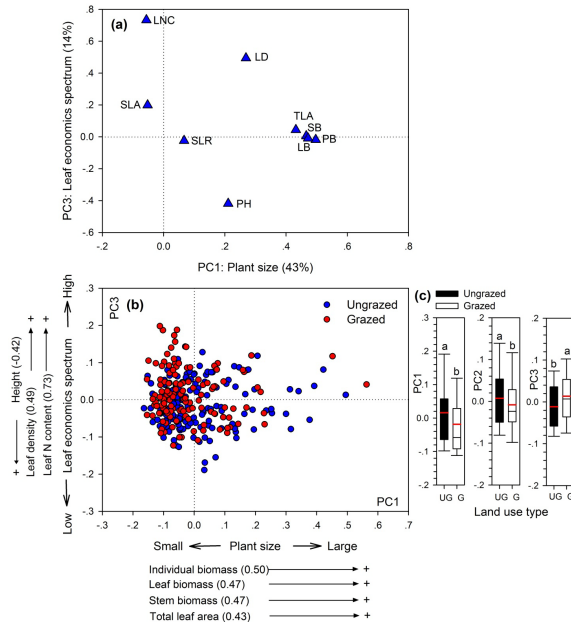 (a)
PC3: Leaf economics spectrum (14%)
.8
.6
.4
.2
0.0
-.2
-.4
-.6
LNC
LD
SLA
TLA
SB
SLR
LB
PB
PH
-.2
0.0
.2
.4
.6
.8
PC1: Plant size (43%)
(b)
PC3
Ungrazed
Grazed
.3
.2
.1
0.0
-.1
-.2
-.3
PC1
-.3
-.2
-.1
0.0
.1
.2
.3
.4
.5
.6
.7
High
Leaf economics spectrum
Low
+
Height (-0.42)
Leaf density (0.49)
+
Leaf N content (0.73)
+
Small
Plant size
Large
Individual biomass (0.50)
+
Leaf biomass (0.47)
+
Stem biomass (0.47)
+
Total leaf area (0.43)
+
(c)
Ungrazed
Grazed
PC1
.3
.2
.1
0.0
-.1
-.2
a
b
UG
G
PC2
.2
.1
0.0
-.1
-.2
a
b
UG
G
PC3
.2
.1
0.0
-.1
-.2
b
a
UG
G
Land use type